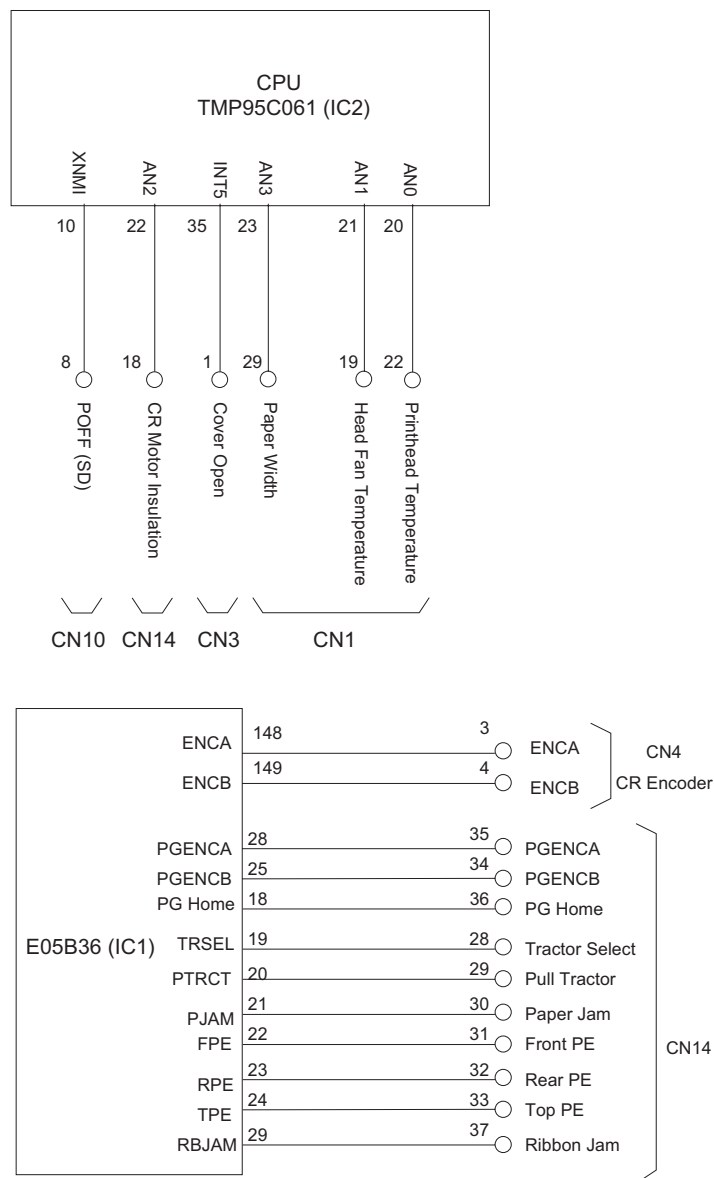 CPU
TMP95C061 (IC2)
XNMI AN2 INT5 AN3 AN1 AN0
10 22 35 23 21 20
8 18 1 29 19 22
POFF (SD)
CR Motor Insulation
Cover Open
Paper Width
Head Fan Temperature
Printhead Temperature
CN10 CN14 CN3 CN1
E05B36 (IC1)
ENCA 148 3 ENCA
ENCB 149 4 ENCB
CN4
CR Encoder
PGENCA 28 35 PGENCA
PGENCB 25 34 PGENCB
PG Home 18 36 PG Home
TRSEL 19 28 Tractor Select
PTRCT 20 29 Pull Tractor
PJAM 21 30 Paper Jam
FPE 22 31 Front PE
RPE 23 32 Rear PE
TPE 24 33 Top PE
RBJAM 29 37 Ribbon Jam
CN14